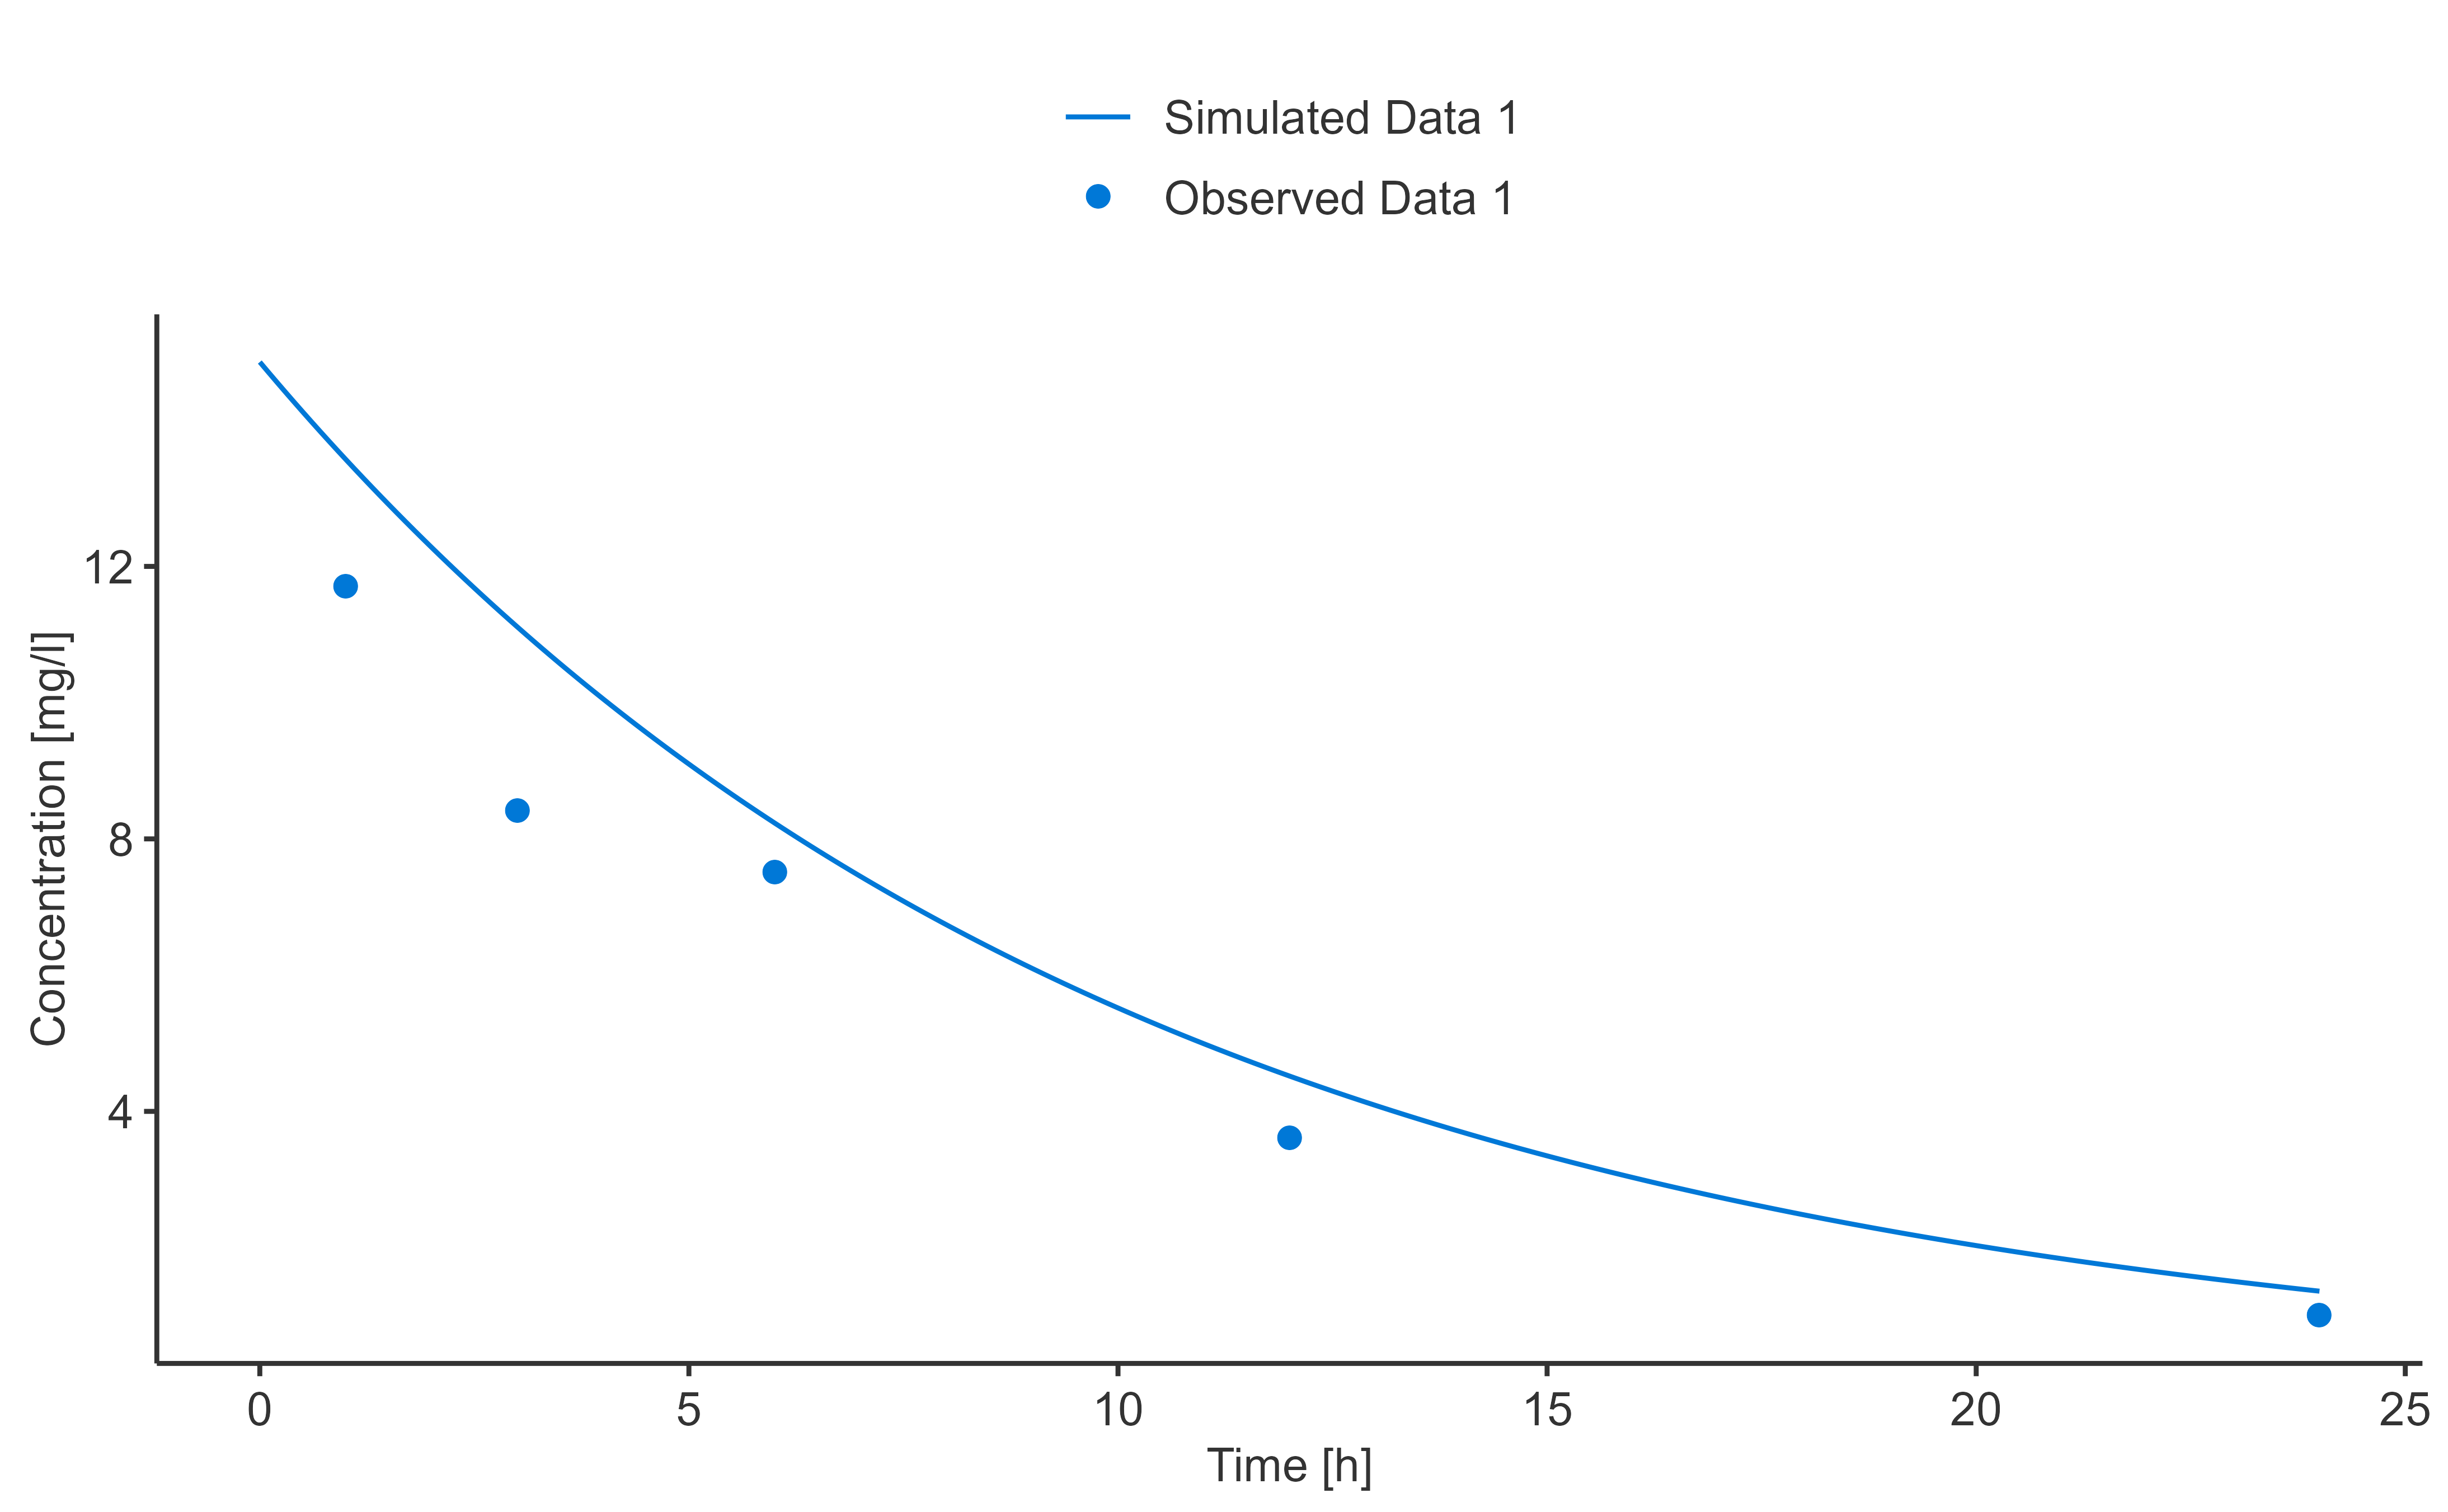 Simulated Data 1
Observed Data 1
Concentration [mg/l]
12
8
4
0 5 10 15 20 25
Time [h]